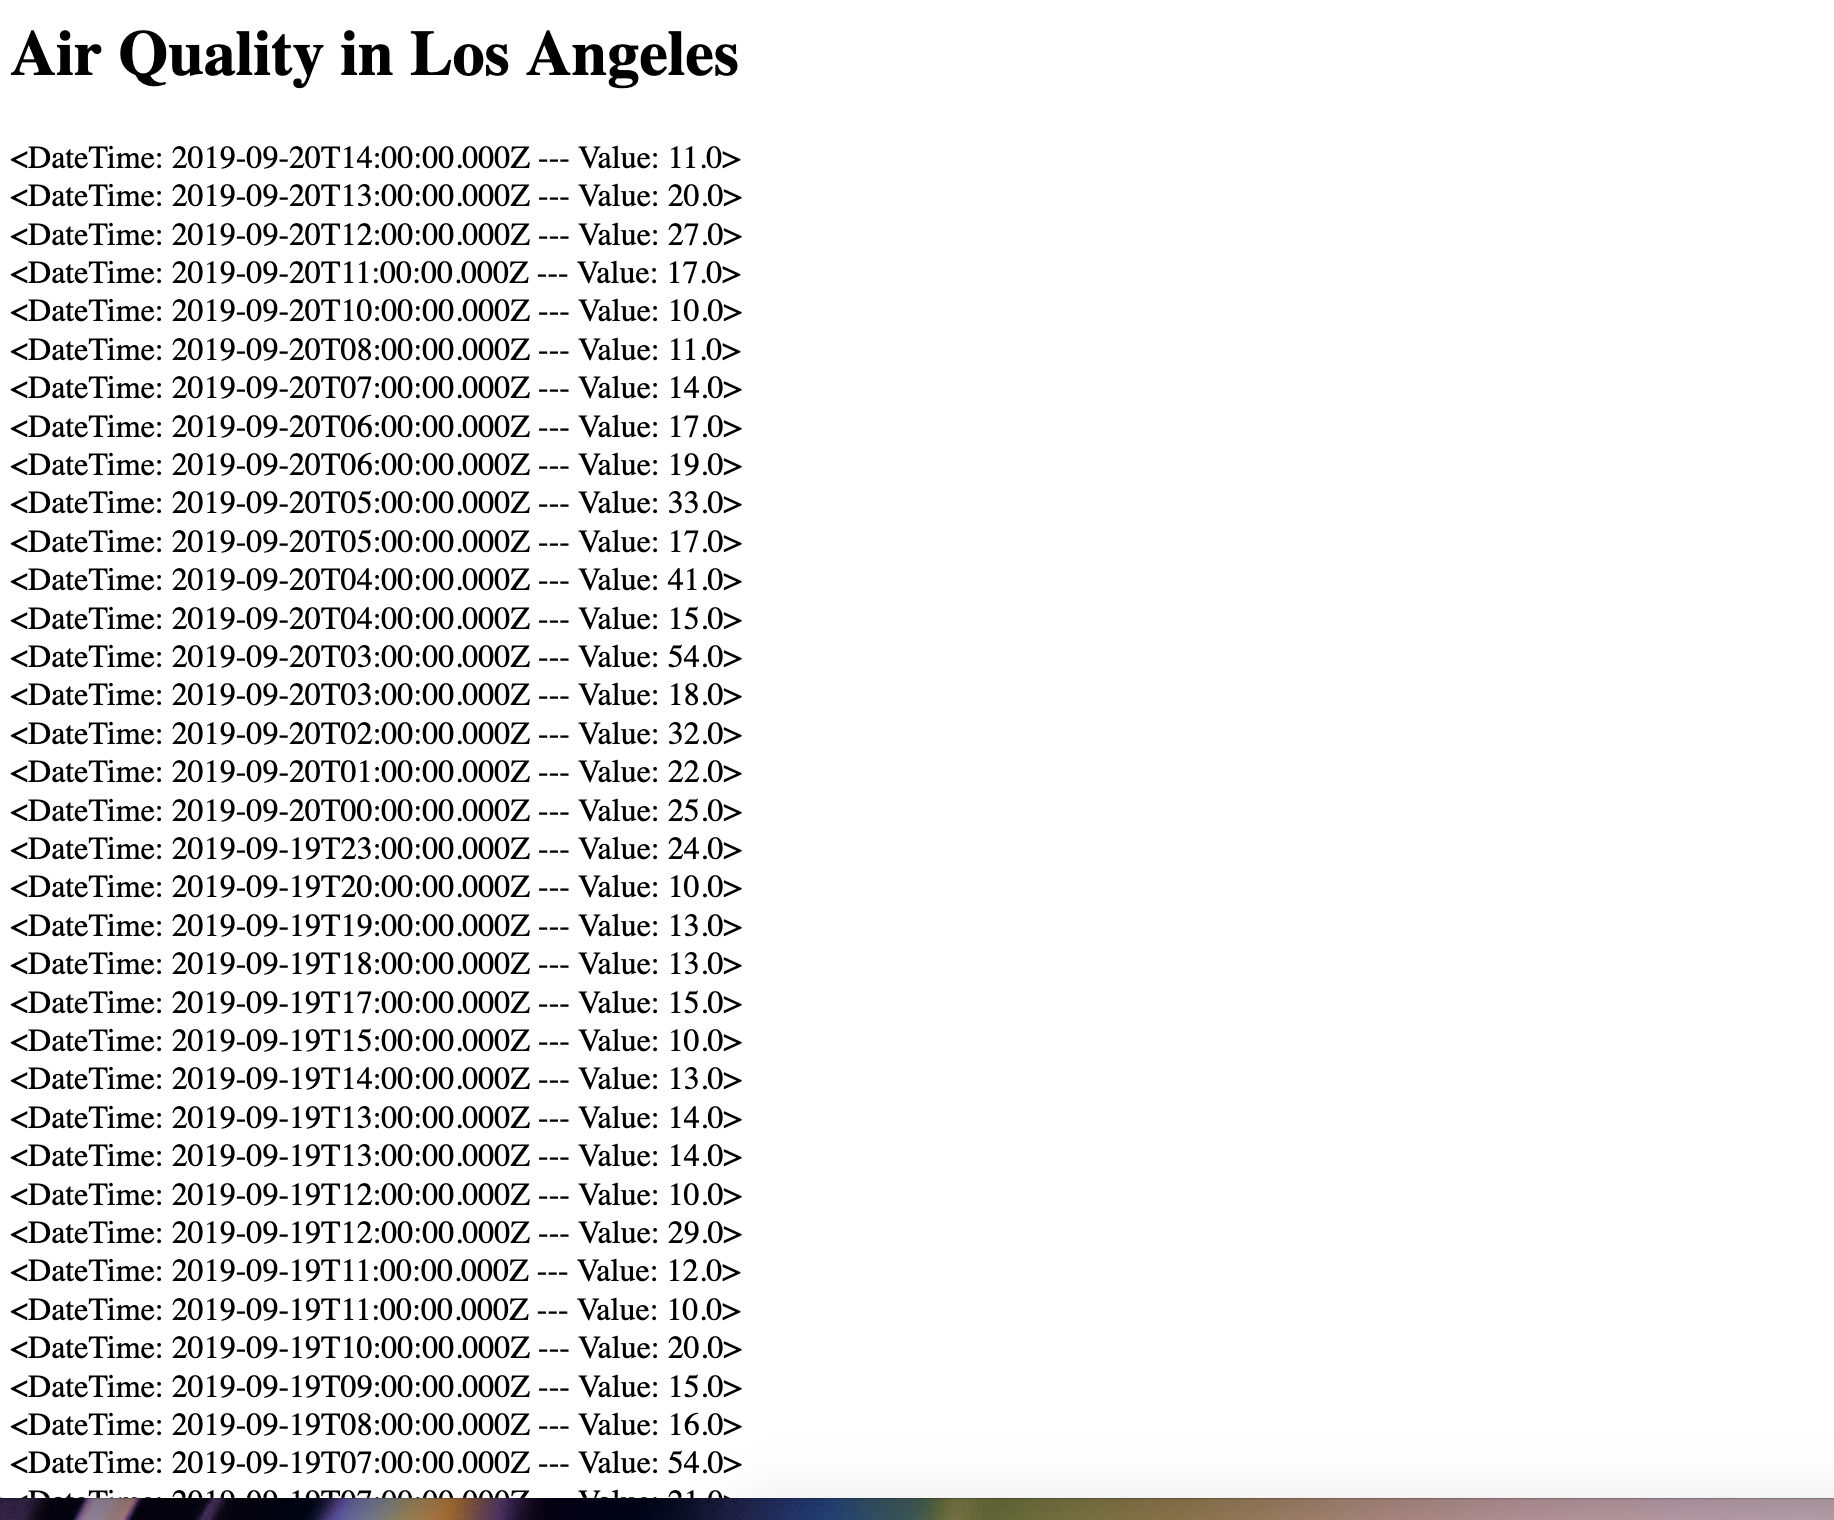 Air Quality in Los Angeles
<DateTime: 2019-09-20T14:00:00.000Z --- Value: 11.0>
<DateTime: 2019-09-20T13:00:00.000Z --- Value: 20.0>
<DateTime: 2019-09-20T12:00:00.000Z --- Value: 27.0>
<DateTime: 2019-09-20T11:00:00.000Z --- Value: 17.0>
<DateTime: 2019-09-20T10:00:00.000Z --- Value: 10.0>
<DateTime: 2019-09-20T08:00:00.000Z --- Value: 11.0>
<DateTime: 2019-09-20T07:00:00.000Z --- Value: 14.0>
<DateTime: 2019-09-20T06:00:00.000Z --- Value: 17.0>
<DateTime: 2019-09-20T06:00:00.000Z --- Value: 19.0>
<DateTime: 2019-09-20T05:00:00.000Z --- Value: 33.0>
<DateTime: 2019-09-20T05:00:00.000Z --- Value: 17.0>
<DateTime: 2019-09-20T04:00:00.000Z --- Value: 41.0>
<DateTime: 2019-09-20T04:00:00.000Z --- Value: 15.0>
<DateTime: 2019-09-20T03:00:00.000Z --- Value: 54.0>
<DateTime: 2019-09-20T03:00:00.000Z --- Value: 18.0>
<DateTime: 2019-09-20T02:00:00.000Z --- Value: 32.0>
<DateTime: 2019-09-20T01:00:00.000Z --- Value: 22.0>
<DateTime: 2019-09-20T00:00:00.000Z --- Value: 25.0>
<DateTime: 2019-09-19T23:00:00.000Z --- Value: 24.0>
<DateTime: 2019-09-19T20:00:00.000Z --- Value: 10.0>
<DateTime: 2019-09-19T19:00:00.000Z --- Value: 13.0>
<DateTime: 2019-09-19T18:00:00.000Z --- Value: 13.0>
<DateTime: 2019-09-19T17:00:00.000Z --- Value: 15.0>
<DateTime: 2019-09-19T15:00:00.000Z --- Value: 10.0>
<DateTime: 2019-09-19T14:00:00.000Z --- Value: 13.0>
<DateTime: 2019-09-19T13:00:00.000Z --- Value: 14.0>
<DateTime: 2019-09-19T13:00:00.000Z --- Value: 14.0>
<DateTime: 2019-09-19T12:00:00.000Z --- Value: 10.0>
<DateTime: 2019-09-19T12:00:00.000Z --- Value: 29.0>
<DateTime: 2019-09-19T11:00:00.000Z --- Value: 12.0>
<DateTime: 2019-09-19T11:00:00.000Z --- Value: 10.0>
<DateTime: 2019-09-19T10:00:00.000Z --- Value: 20.0>
<DateTime: 2019-09-19T09:00:00.000Z --- Value: 15.0>
<DateTime: 2019-09-19T08:00:00.000Z --- Value: 16.0>
<DateTime: 2019-09-19T07:00:00.000Z --- Value: 54.0>